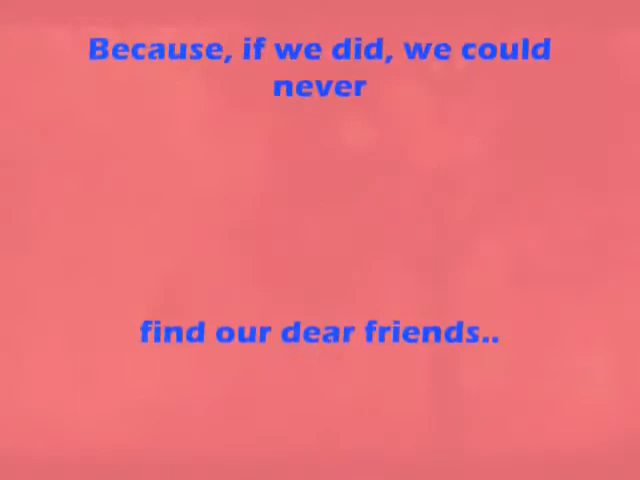 Because, if we did, we could
never
find our dear friends..